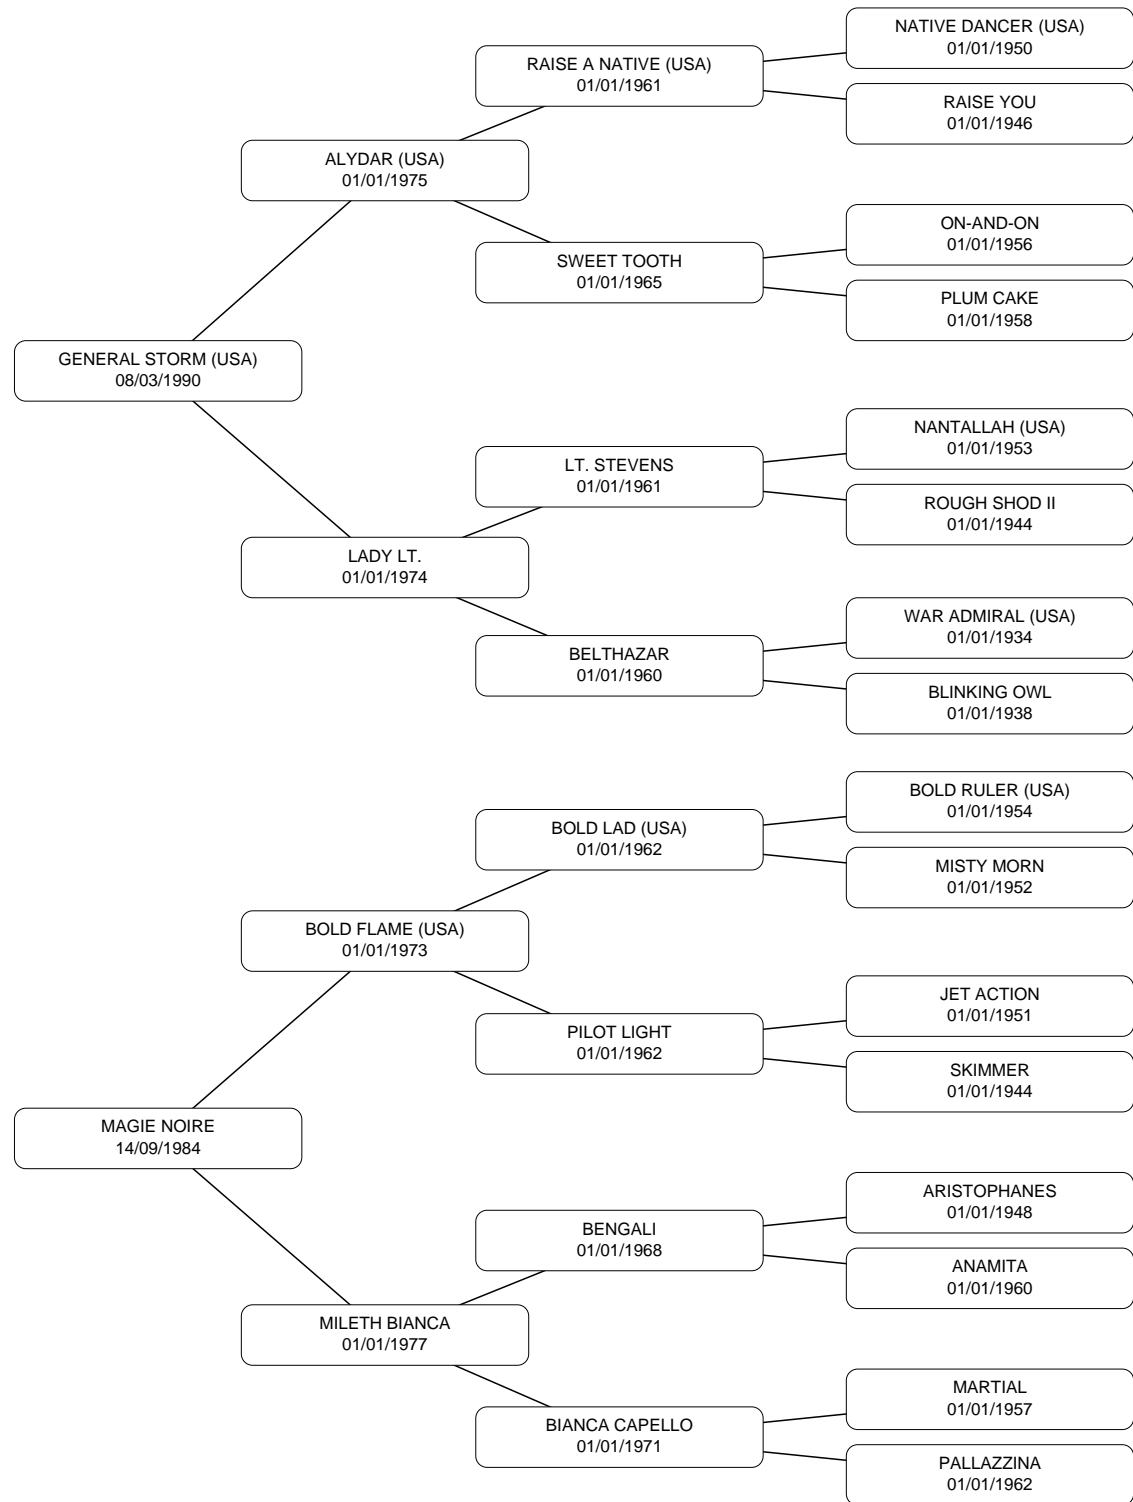 NATIVE DANCER (USA)
01/01/1950
RAISE A NATIVE (USA)
01/01/1961
RAISE YOU
01/01/1946
ALYDAR (USA)
01/01/1975
ON-AND-ON
01/01/1956
SWEET TOOTH
01/01/1965
PLUM CAKE
01/01/1958
GENERAL STORM (USA)
08/03/1990
NANTALLAH (USA)
01/01/1953
LT. STEVENS
01/01/1961
ROUGH SHOD II
01/01/1944
LADY LT.
01/01/1974
WAR ADMIRAL (USA)
01/01/1934
BELTHAZAR
01/01/1960
BLINKING OWL
01/01/1938
BOLD RULER (USA)
01/01/1954
BOLD LAD (USA)
01/01/1962
MISTY MORN
01/01/1952
BOLD FLAME (USA)
01/01/1973
JET ACTION
01/01/1951
PILOT LIGHT
01/01/1962
SKIMMER
01/01/1944
MAGIE NOIRE
14/09/1984
ARISTOPHANES
01/01/1948
BENGALI
01/01/1968
ANAMITA
01/01/1960
MILETH BIANCA
01/01/1977
MARTIAL
01/01/1957
BIANCA CAPELLO
01/01/1971
PALLAZZINA
01/01/1962